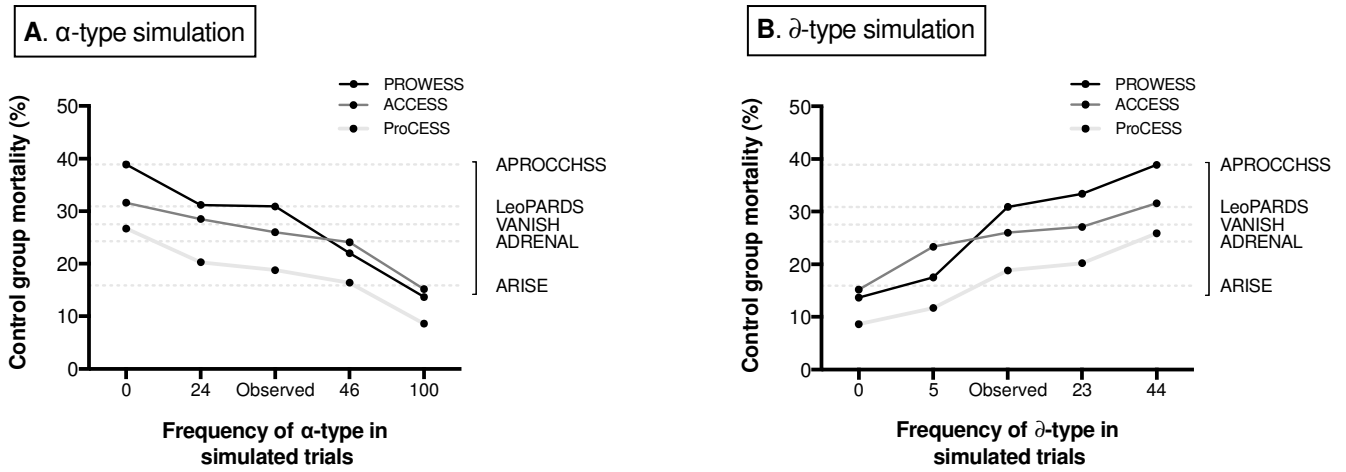 A. α-type simulation
PROWESS
ACCESS
ProCESS
Control group mortality (%)
50
40
30
20
10
0
APROCCHSS
LeoPARDS
VANISH
ADRENAL
ARISE
0 24 Observed 46 100
Frequency of α-type in
simulated trials
B. ∂-type simulation
PROWESS
ACCESS
ProCESS
Control group mortality (%)
50
40
30
20
10
0
APROCCHSS
LeoPARDS
VANISH
ADRENAL
ARISE
0 5 Observed 23 44
Frequency of ∂-type in
simulated trials